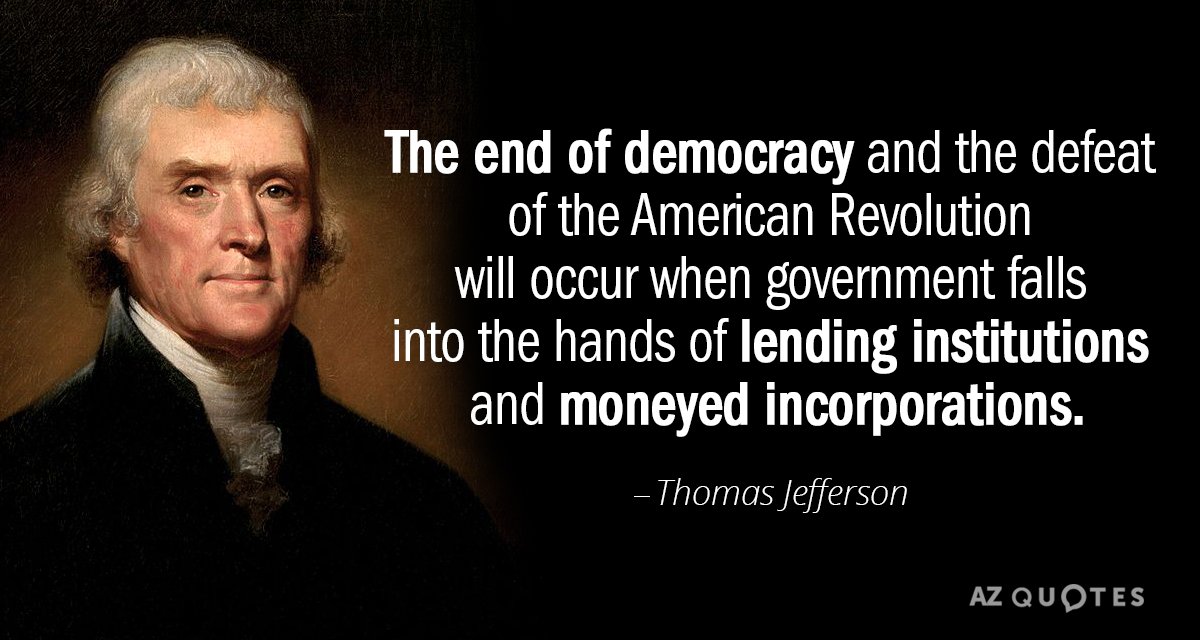 The end of democracy and the defeat
of the American Revolution
will occur when government falls
into the hands of lending institutions
and moneyed incorporations.
– Thomas Jefferson
AZ QUOTES